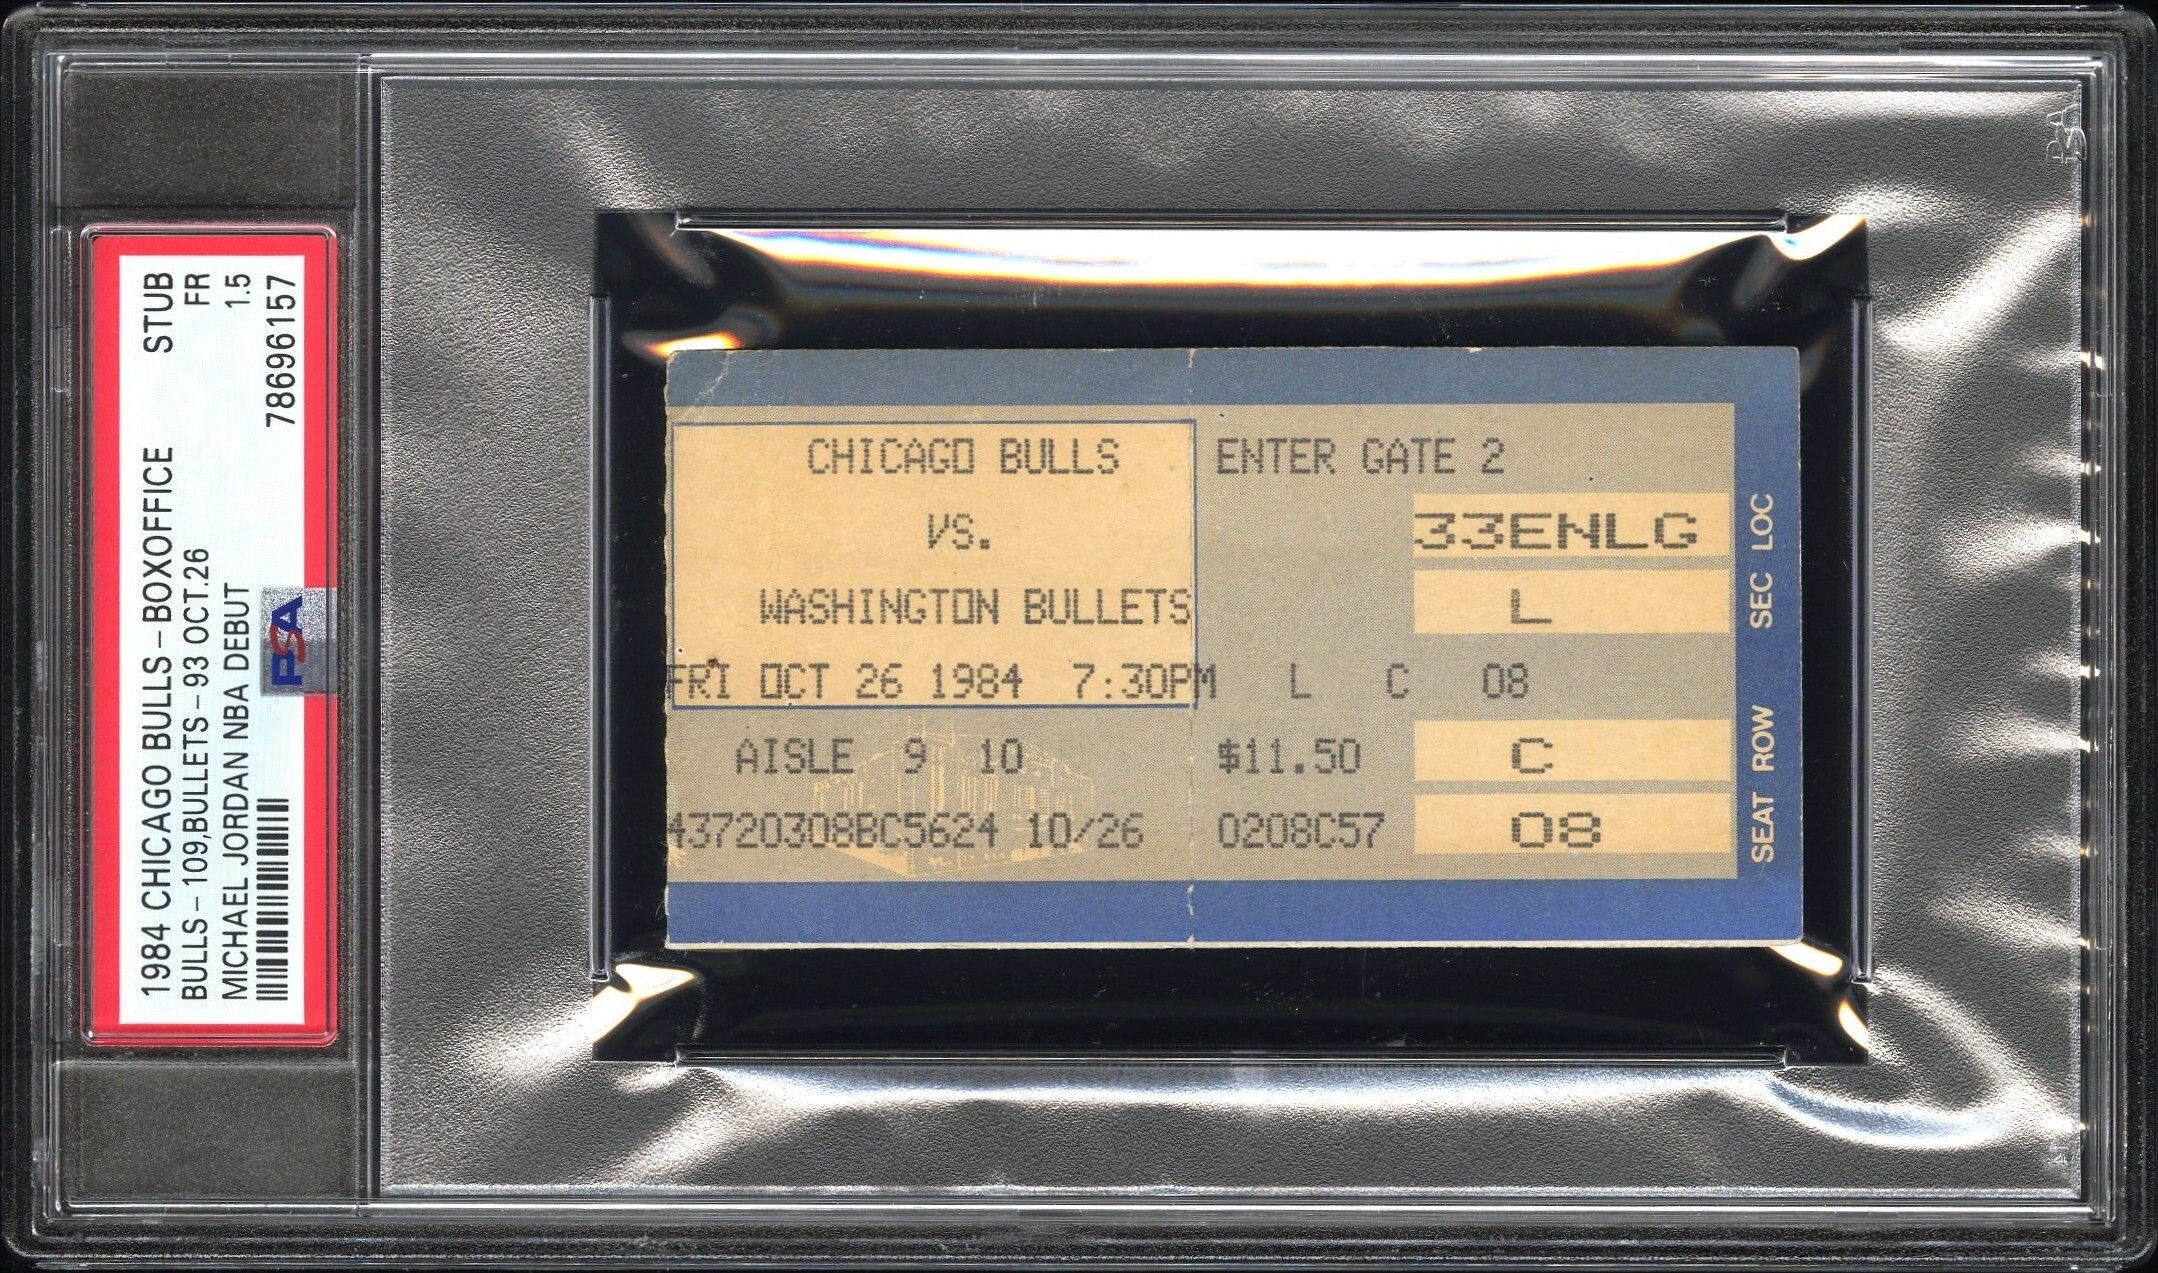 1984 CHICAGO BULLS-BOXOFFICE STUB
BULLS-109,BULLETS-93 OCT.26 FR
MICHAEL JORDAN NBA DEBUT 1.5
78696157
PSA
CHICAGO BULLS ENTER GATE 2
VS. 33ENLG
WASHINGTON BULLETS L
FRI OCT 26 1984 7:30PM L C 08
AISLE 9 10 $11.50 C
43720308BC5624 10/26 0208C57 08
SEAT ROW SEC LOC
PSA